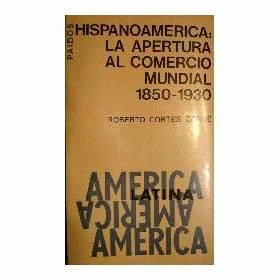 PAIDOS
HISPANOAMERICA:
LA APERTURA
AL COMERCIO
MUNDIAL
1850-1930
ROBERTO CORTES CONDE
AMERICA
LATINA
AMERICA
AMERICA